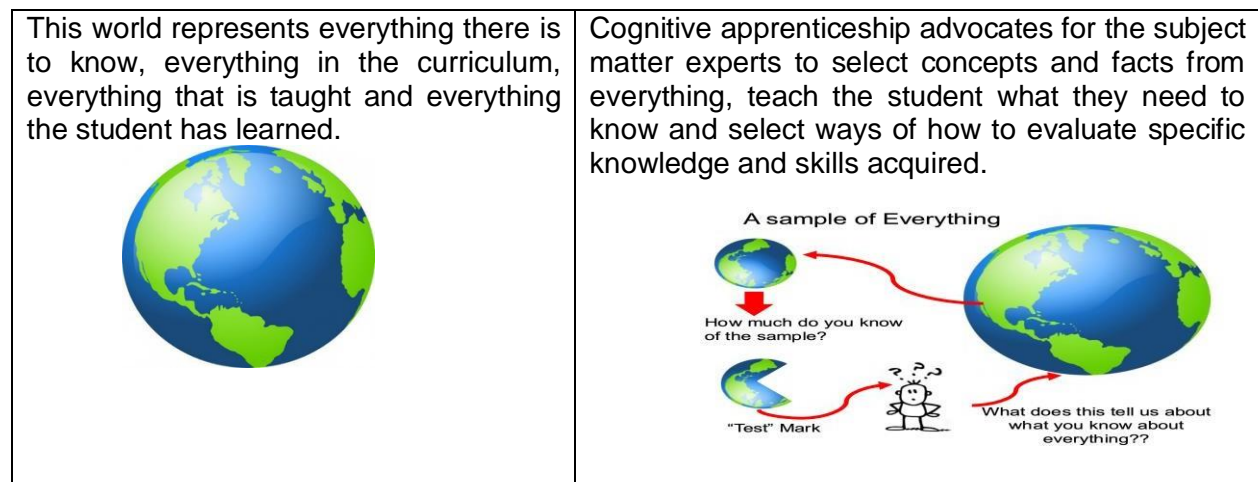 This world represents everything there is
to know, everything in the curriculum,
everything that is taught and everything
the student has learned.
Cognitive apprenticeship advocates for the subject
matter experts to select concepts and facts from
everything, teach the student what they need to
know and select ways of how to evaluate specific
knowledge and skills acquired.
A sample of Everything
How much do you know
of the sample?
"Test" Mark
? ? ?
What does this tell us about
what you know about
everything??